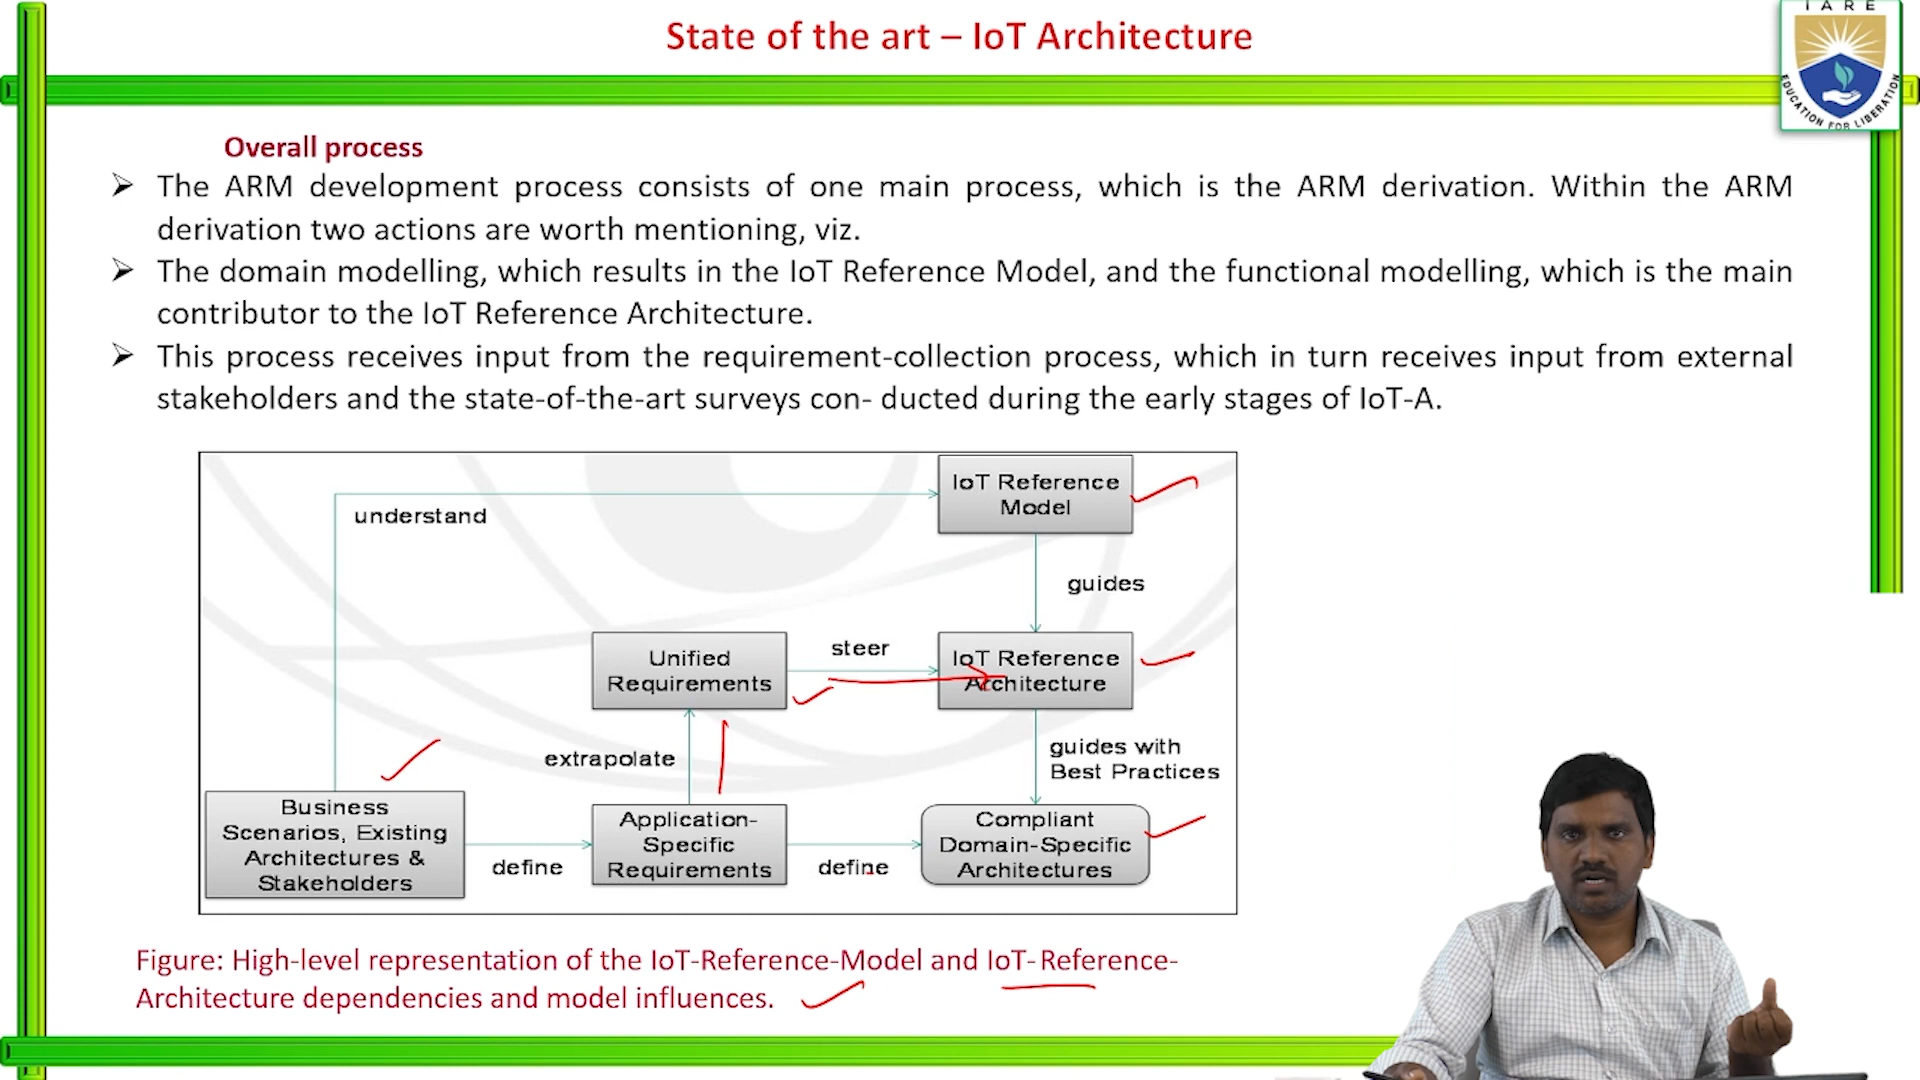 State of the art – IoT Architecture
IARE
EDUCATION FOR LIBERATION
Overall process
The ARM development process consists of one main process, which is the ARM derivation. Within the ARM
derivation two actions are worth mentioning, viz.
The domain modelling, which results in the IoT Reference Model, and the functional modelling, which is the main
contributor to the IoT Reference Architecture.
This process receives input from the requirement-collection process, which in turn receives input from external
stakeholders and the state-of-the-art surveys con- ducted during the early stages of IoT-A.
IoT Reference
Model
understand
guides
Unified
Requirements
steer
IoT Reference
Architecture
extrapolate
guides with
Best Practices
Business
Scenarios, Existing
Architectures &
Stakeholders
define
Application-
Specific
Requirements
define
Compliant
Domain-Specific
Architectures
Figure: High-level representation of the IoT-Reference-Model and IoT-Reference-
Architecture dependencies and model influences.